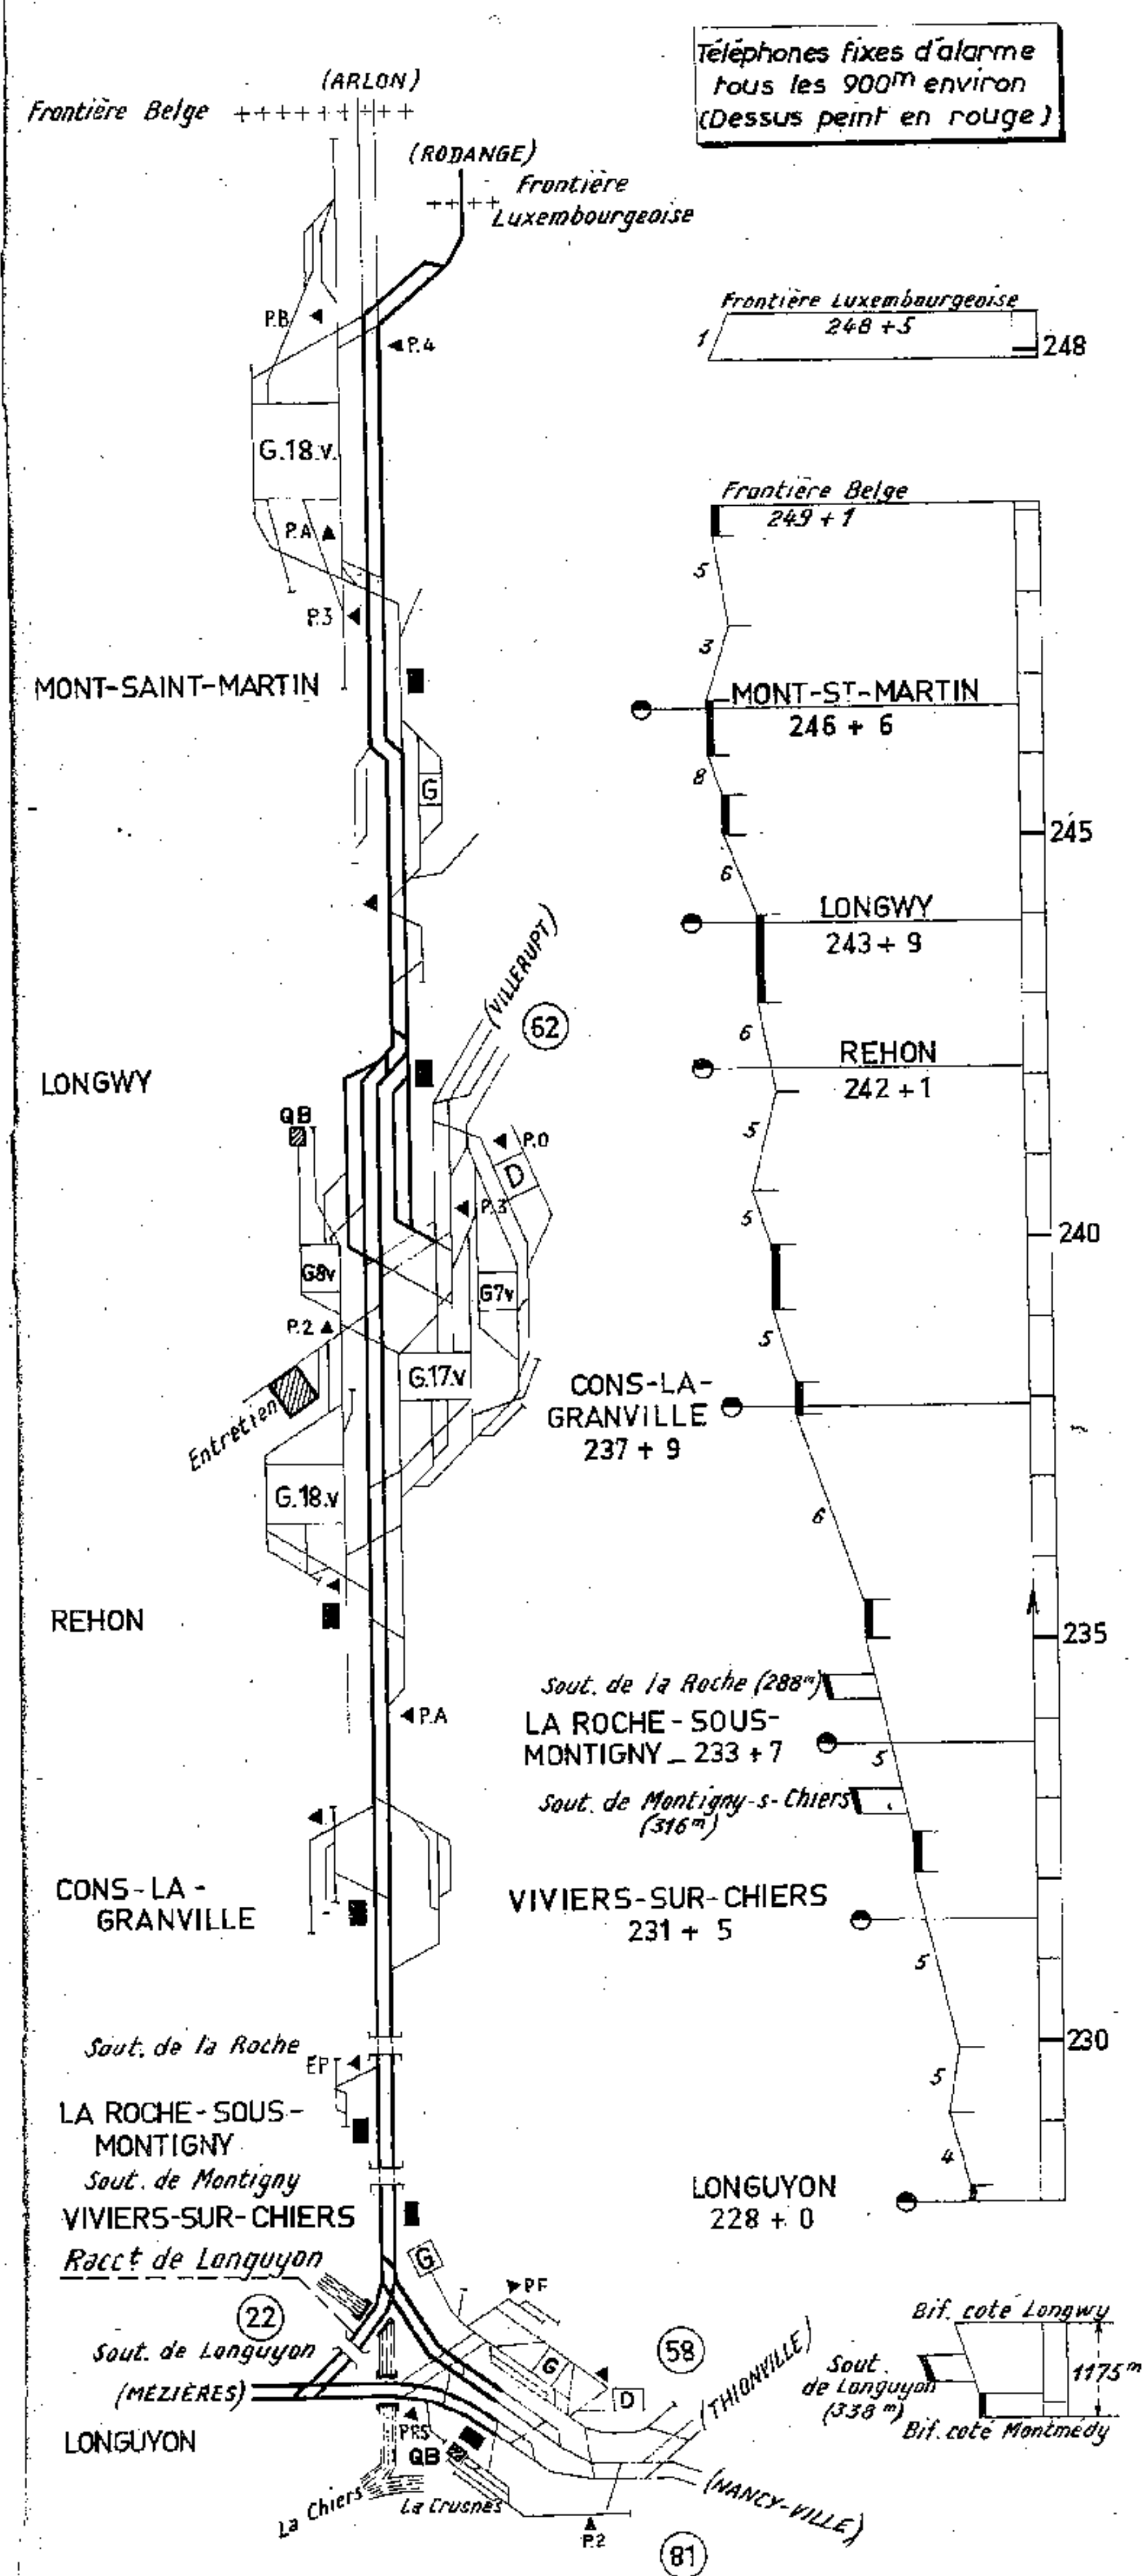 Téléphones fixes d'alarme
tous les 900m environ
(Dessus peint en rouge)
(ARLON)
Frontière Belge
(RODANGE)
Frontière
Luxembourgeoise
P.B
P.4
G.18.v.
P.A
P.3
MONT-SAINT-MARTIN
G
(VILLERUPT)
62
LONGWY
QB
P.O
D
P.3
G8v
G7v
P.2
G.17.v
Entretien
G.18.v
REHON
P.A
CONS-LA-
GRANVILLE
Sout. de la Roche
EP
LA ROCHE-SOUS-
MONTIGNY
Sout. de Montigny
VIVIERS-SUR-CHIERS
Racct de Longuyon
G
PF
22
Sout. de Longuyon
G
58
D
(THIONVILLE)
(MÉZIÈRES)
PRS
QB
LONGUYON
La Chiers
La Crusnes
(NANCY-VILLE)
P.2
81
Frontière Luxembourgeoise
248 + 5
1
248
Frontière Belge
249 + 1
5
3
MONT-ST-MARTIN
246 + 6
8
245
6
LONGWY
243 + 9
6
REHON
242 + 1
5
5
240
5
CONS-LA-
GRANVILLE
237 + 9
6
235
Sout. de la Roche (288m)
LA ROCHE-SOUS-
MONTIGNY _ 233 + 7
5
Sout. de Montigny-s-Chiers
(316m)
VIVIERS-SUR-CHIERS
231 + 5
5
230
5
4
LONGUYON
228 + 0
Bif. coté Longwy
Sout.
de Longuyon
(338 m)
1175 m
Bif. coté Montmédy